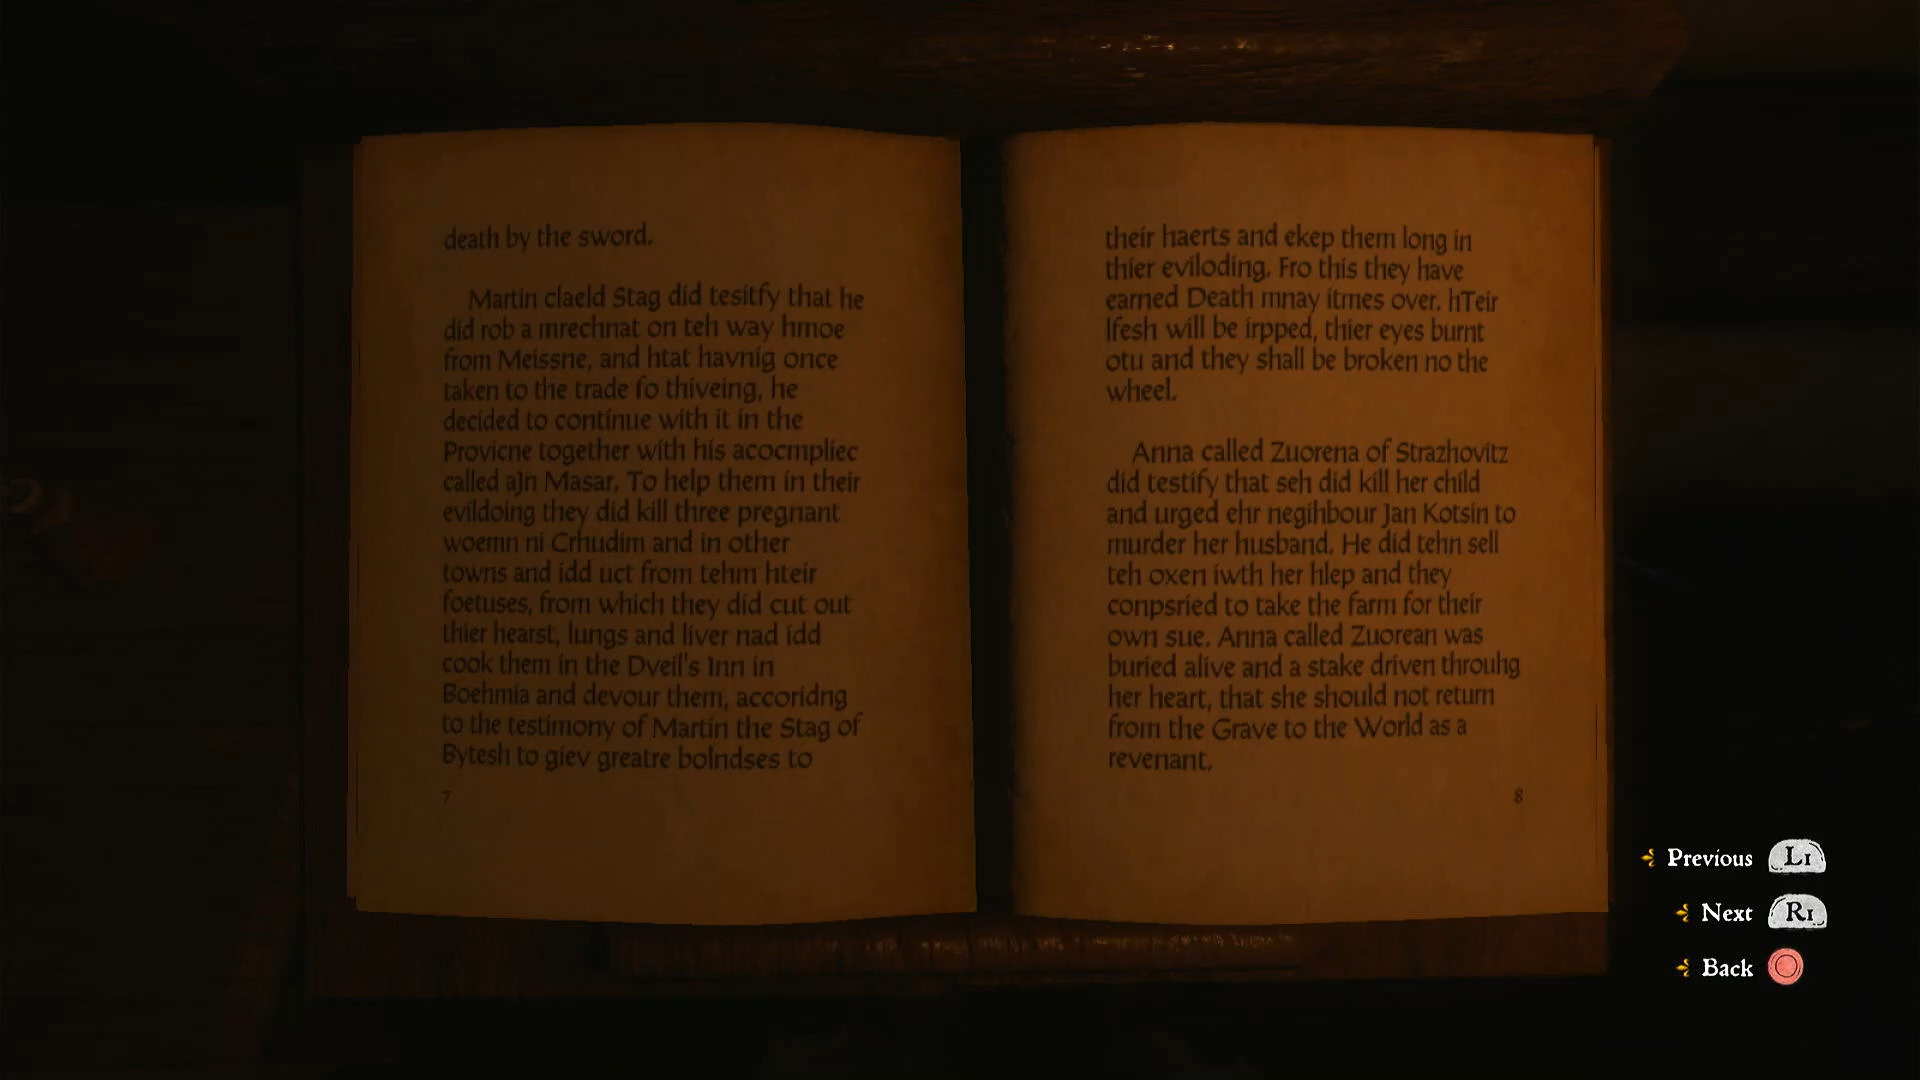 death by the sword.
Martin claeld Stag did tesitfy that he
did rob a mrechnat on teh way hmoe
from Meissne, and htat havnig once
taken to the trade fo thiveing, he
decided to continue with it in the
Provicne together with his acocmpliec
called aJn Masar. To help them in their
evildoing they did kill three pregnant
woemn ni Crhudim and in other
towns and idd uct from tehm hteir
foetuses, from which they did cut out
thier hearst, lungs and liver nad idd
cook them in the Dveil's Inn in
Boehmia and devour them, accoridng
to the testimony of Martin the Stag of
Bytesh to giev greatre bolndses to
7
their haerts and ekep them long in
thier eviloding. Fro this they have
earned Death mnay itmes over. hTeir
lfesh will be irpped, thier eyes burnt
otu and they shall be broken no the
wheel.
Anna called Zuorena of Strazhovitz
did testify that seh did kill her child
and urged ehr negihbour Jan Kotsin to
murder her husband. He did tehn sell
teh oxen iwth her hlep and they
conpsried to take the farm for their
own sue. Anna called Zuorean was
buried alive and a stake driven throuhg
her heart, that she should not return
from the Grave to the World as a
revenant.
8
Previous L1
Next R1
Back